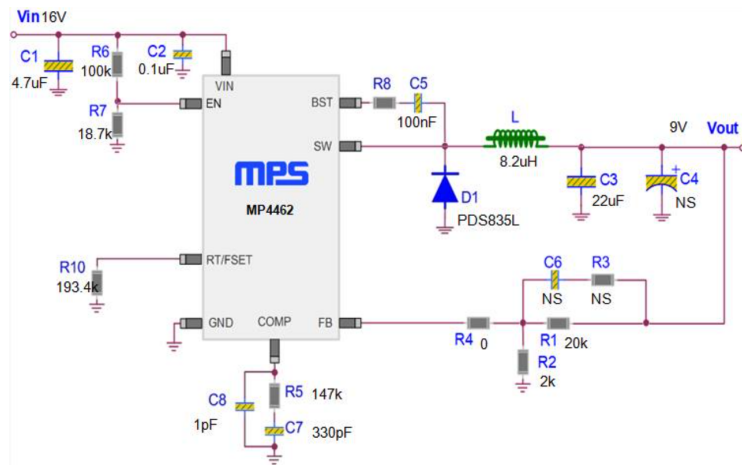 Vin 16V
C1
4.7uF
R6
100k
C2
0.1uF
R7
18.7k
VIN
EN
BST
SW
R8
C5
100nF
L
8.2uH
9V
Vout
mps
MP4462
D1
PDS835L
C3
22uF
+
C4
NS
RT/FSET
R10
193.4k
C6
NS
R3
NS
GND
COMP
FB
R4
0
R1
20k
R2
2k
C8
1pF
R5
147k
C7
330pF